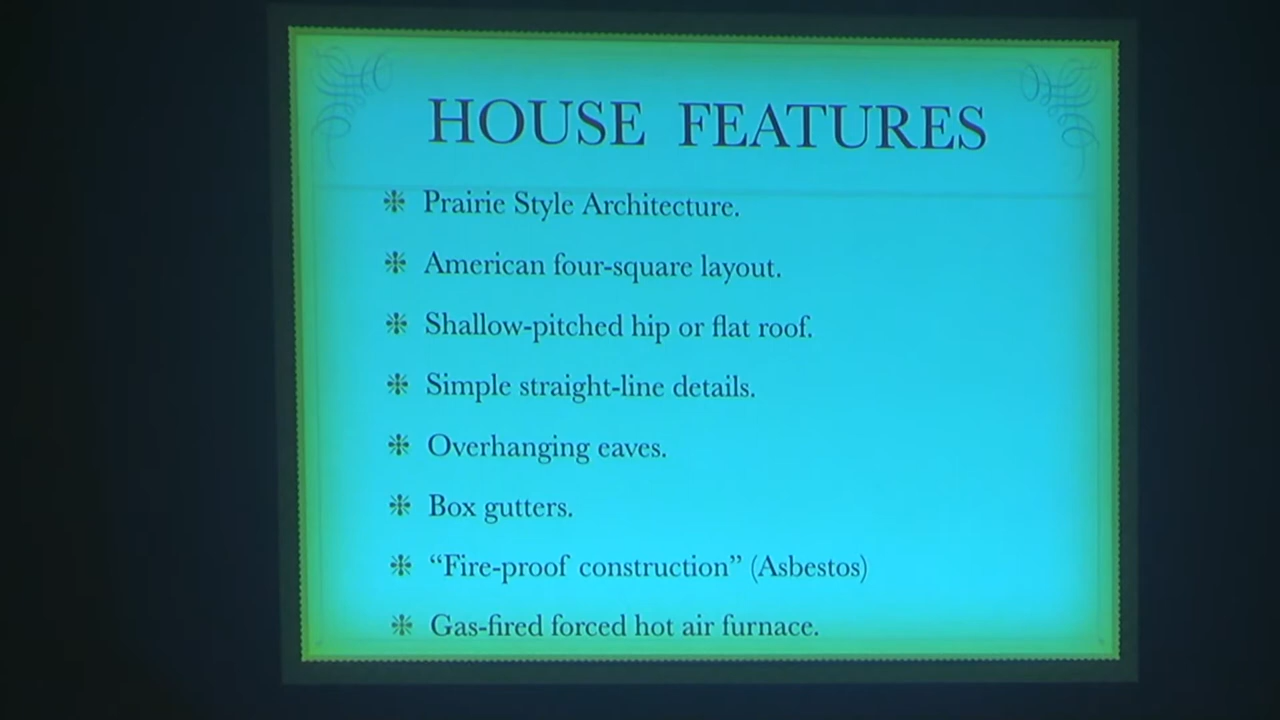 HOUSE FEATURES
Prairie Style Architecture.
American four-square layout.
Shallow-pitched hip or flat roof.
Simple straight-line details.
Overhanging eaves.
Box gutters.
“Fire-proof construction” (Asbestos)
Gas-fired forced hot air furnace.